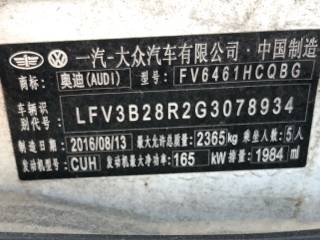 一汽-大众汽车有限公司·中国制造
商标: 奥迪(AUDI) 型号: FV6461HCQBG
车辆识别代号: LFV3B28R2G3078934
制造日期: 2016/08/13 最大允许总质量: 2365kg 乘坐人数: 5人
发动机型号: CUH 发动机最大净功率: 165 kW 排量: 1984 ml